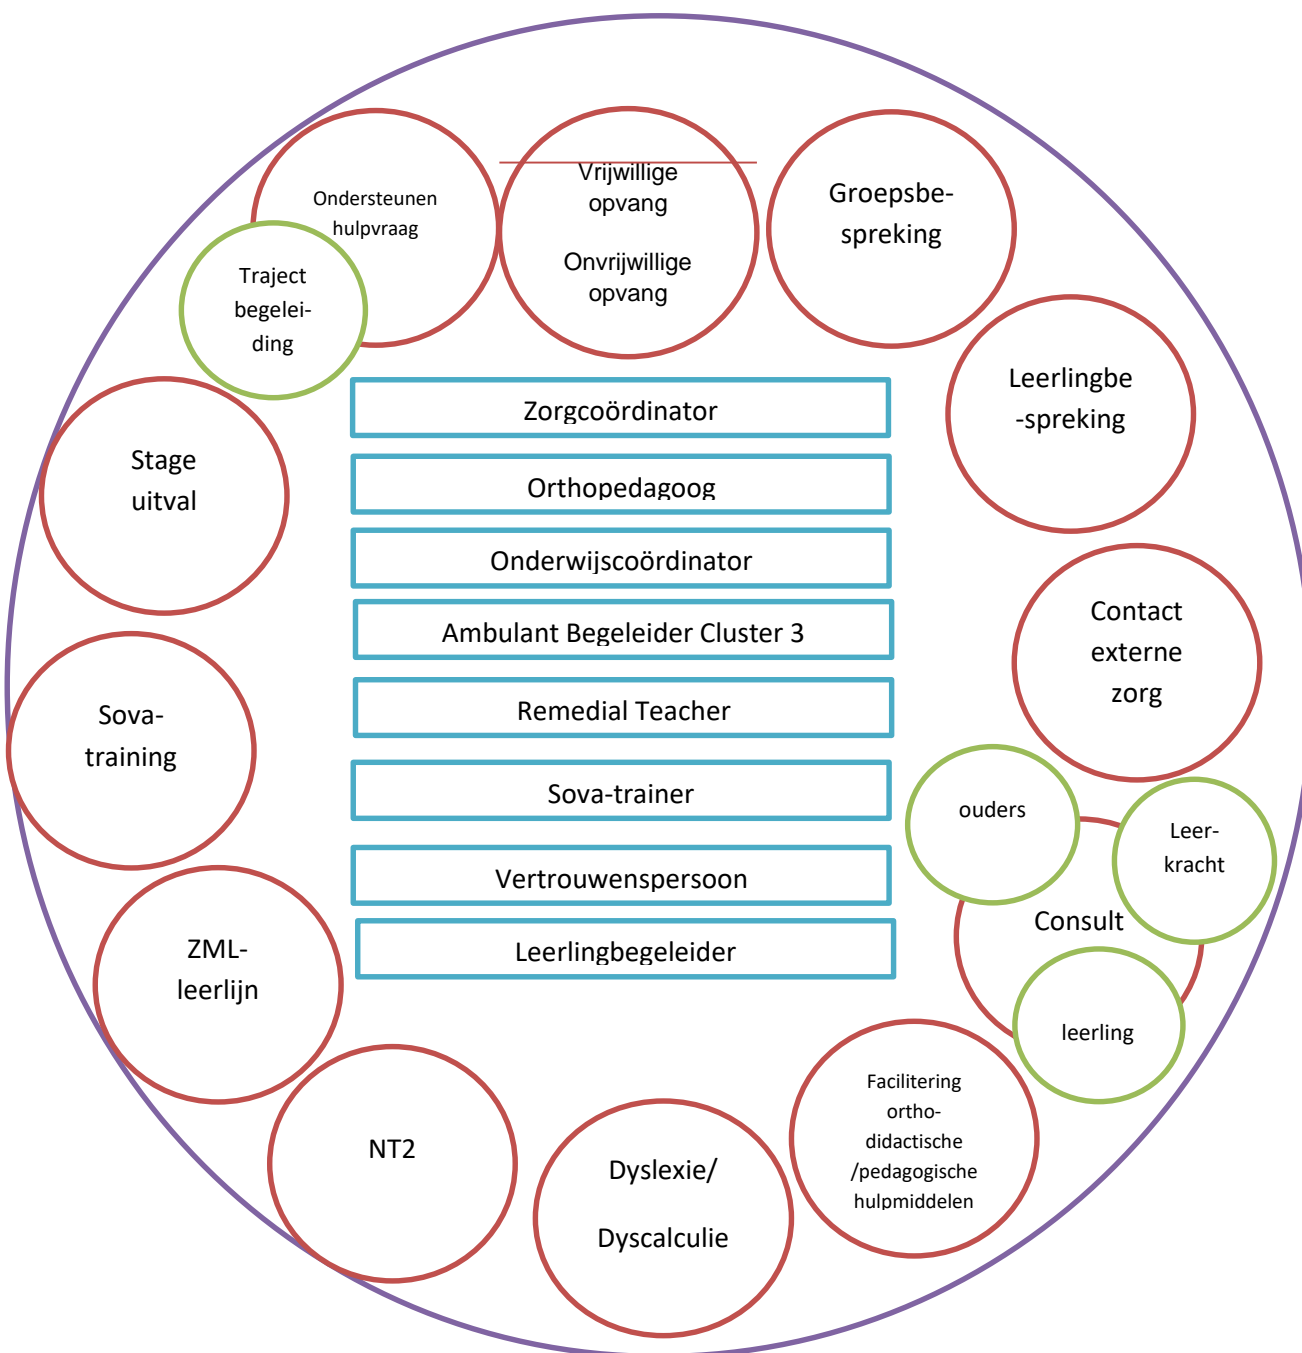 Ondersteunen
hulpvraag
Vrijwillige
opvang
Onvrijwillige
opvang
Groepsbe-
spreking
Traject
begelei-
ding
Leerlingbe
-spreking
Zorgcoördinator
Orthopedagoog
Onderwijscoördinator
Ambulant Begeleider Cluster 3
Remedial Teacher
Sova-trainer
Vertrouwenspersoon
Leerlingbegeleider
Stage
uitval
Contact
externe
zorg
Sova-
training
ouders
Leer-
kracht
Consult
leerling
ZML-
leerlijn
Facilitering
ortho-
didactische
/pedagogische
hulpmiddelen
NT2
Dyslexie/
Dyscalculie